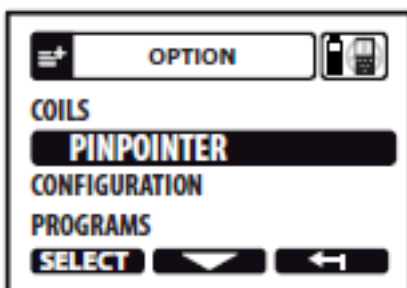 OPTION
COILS
PINPOINTER
CONFIGURATION
PROGRAMS
SELECT